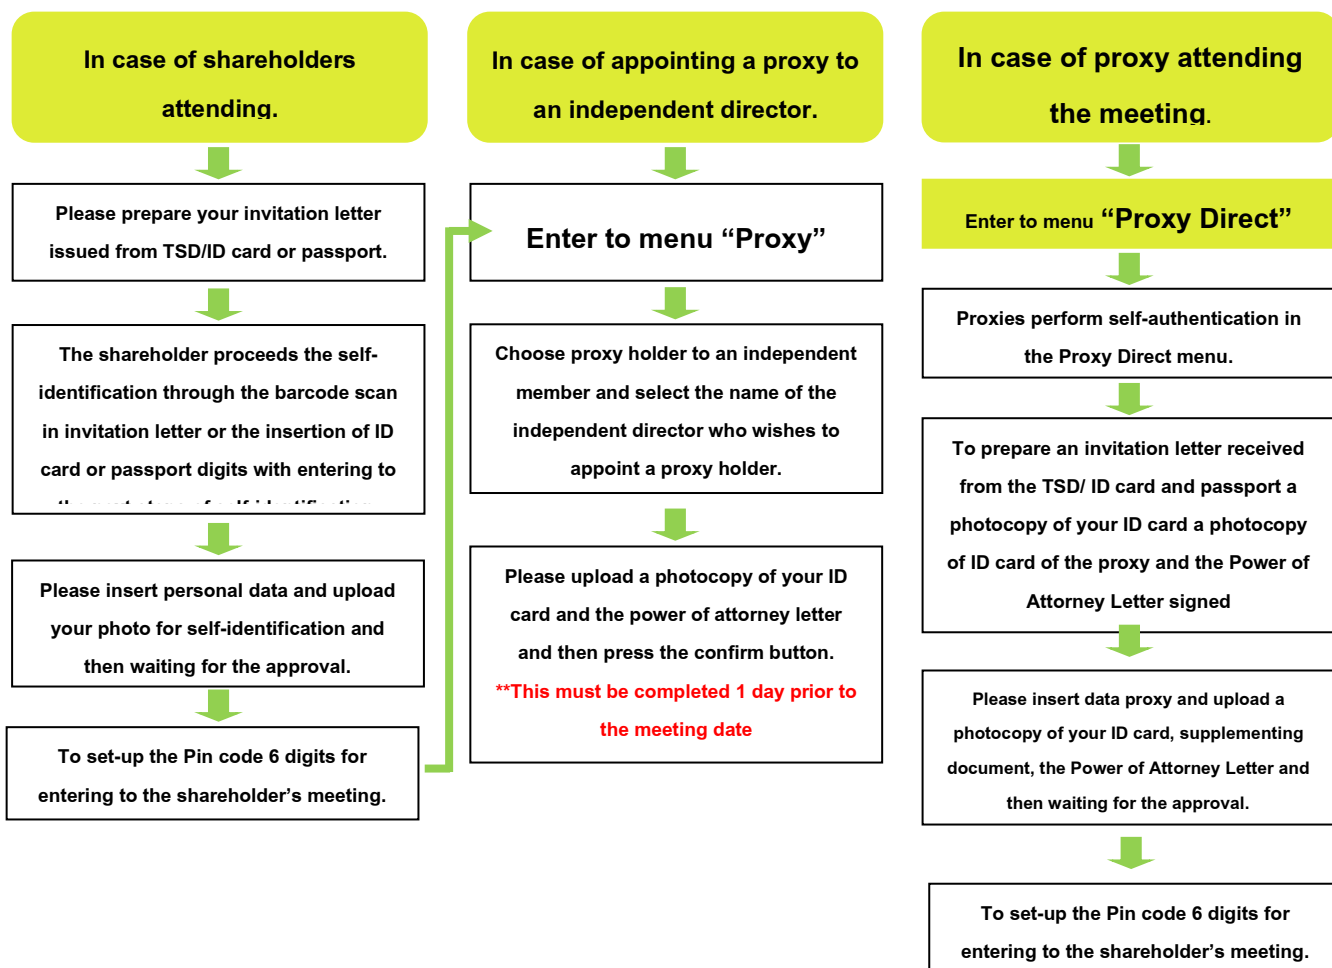 In case of shareholders
attending.
Please prepare your invitation letter
issued from TSD/ID card or passport.
The shareholder proceeds the self-
identification through the barcode scan
in invitation letter or the insertion of ID
card or passport digits with entering to
the next steps of self-identification
Please insert personal data and upload
your photo for self-identification and
then waiting for the approval.
To set-up the Pin code 6 digits for
entering to the shareholder’s meeting.
In case of appointing a proxy to
an independent director.
Enter to menu “Proxy”
Choose proxy holder to an independent
member and select the name of the
independent director who wishes to
appoint a proxy holder.
Please upload a photocopy of your ID
card and the power of attorney letter
and then press the confirm button.
**This must be completed 1 day prior to
the meeting date
In case of proxy attending
the meeting.
Enter to menu “Proxy Direct”
Proxies perform self-authentication in
the Proxy Direct menu.
To prepare an invitation letter received
from the TSD/ ID card and passport a
photocopy of your ID card a photocopy
of ID card of the proxy and the Power of
Attorney Letter signed
Please insert data proxy and upload a
photocopy of your ID card, supplementing
document, the Power of Attorney Letter and
then waiting for the approval.
To set-up the Pin code 6 digits for
entering to the shareholder’s meeting.